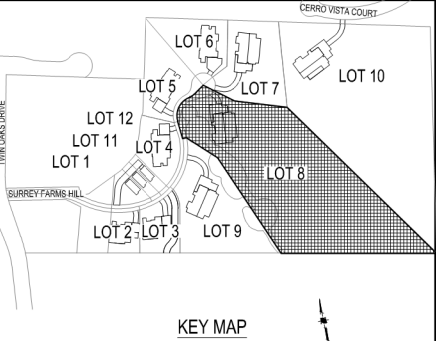 CERRO VISTA COURT
LOT 6
LOT 10
LOT 5
LOT 7
TWIN OAKS DRIVE
LOT 12
LOT 11
LOT 4
LOT 1
LOT 8
SURREY FARMS HILL
LOT 2
LOT 3
LOT 9
KEY MAP